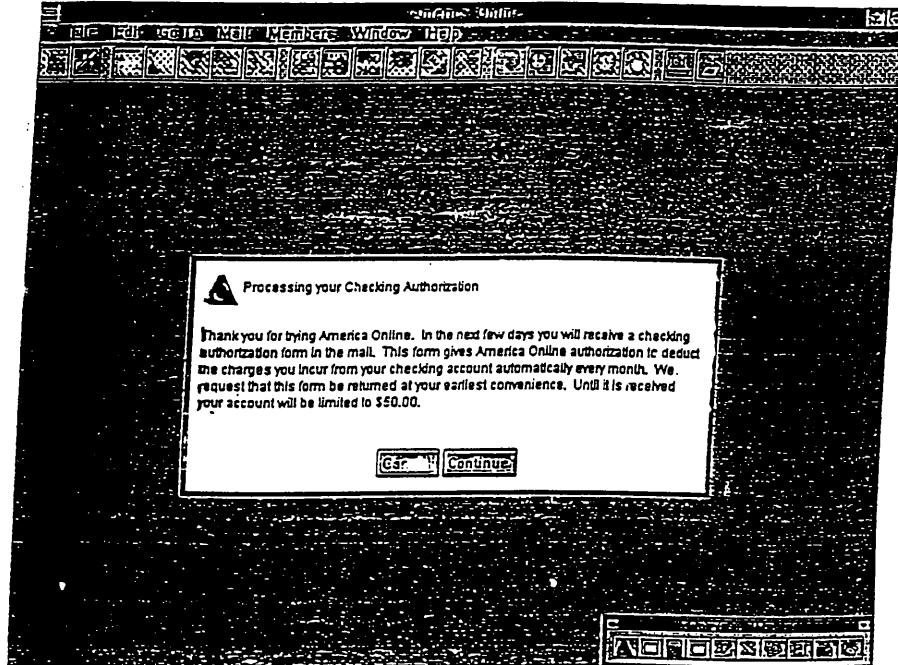 America Online
File Edit Go To Mail Members Window Help
Processing your Checking Authorization
Thank you for trying America Online. In the next few days you will receive a checking
authorization form in the mail. This form gives America Online authorization to deduct
the charges you incur from your checking account automatically every month. We
request that this form be returned at your earliest convenience. Until it is received
your account will be limited to $50.00.
Cancel Continue